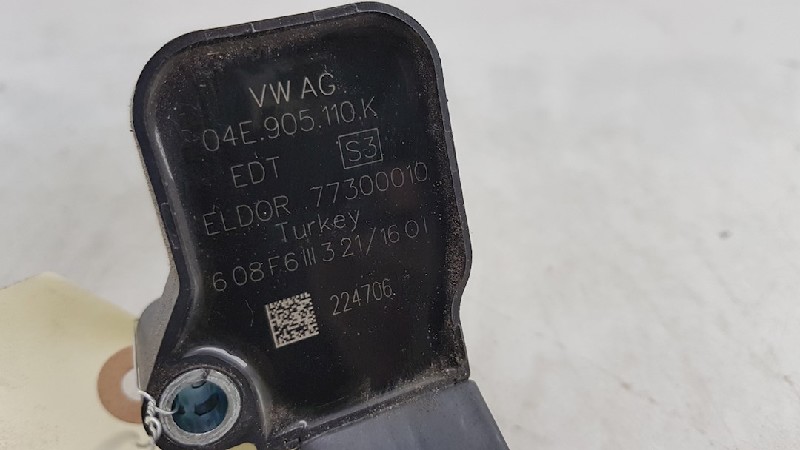 VW AG
04E.905.110.K
EDT S3
ELDOR 77300010
Turkey
6 08F6III 3 21/16 01
224706